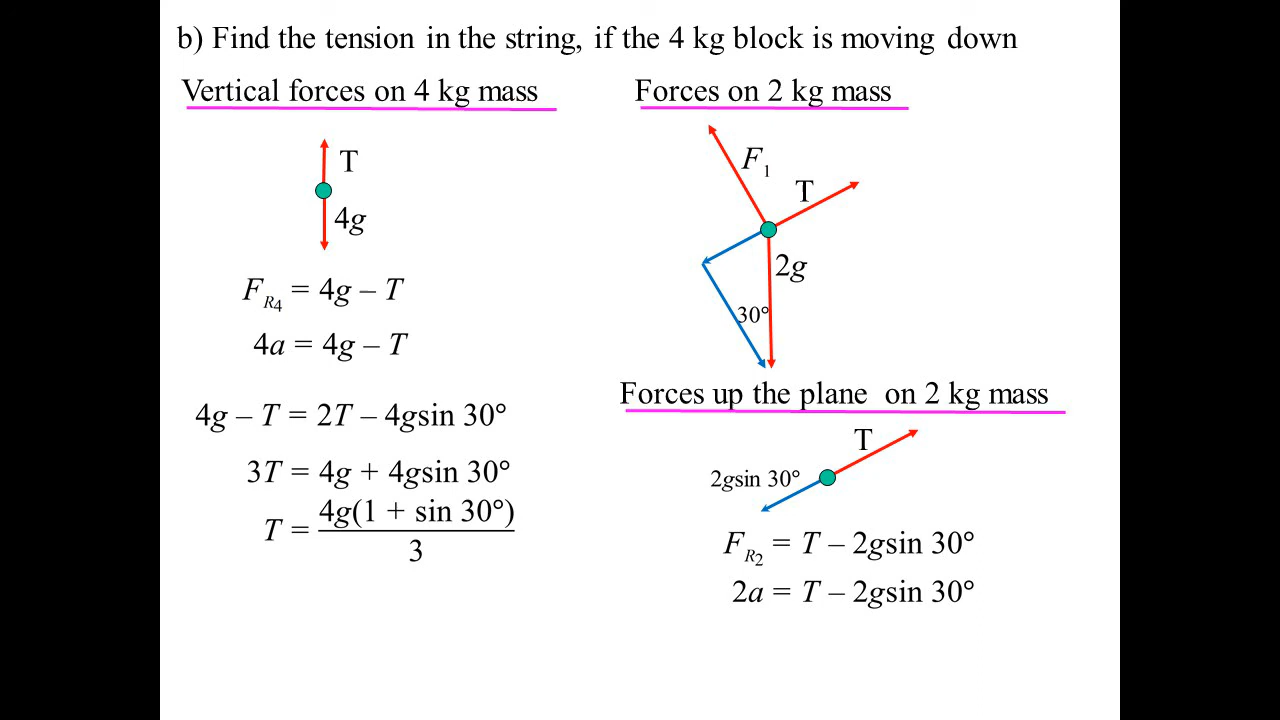 b) Find the tension in the string, if the 4 kg block is moving down
Vertical forces on 4 kg mass
T
4g
F_R4 = 4g – T
4a = 4g – T
4g – T = 2T – 4gsin 30°
3T = 4g + 4gsin 30°
T = 4g(1 + sin 30°) / 3
Forces on 2 kg mass
F₁
T
2g
30°
Forces up the plane on 2 kg mass
T
2gsin 30°
F_R2 = T – 2gsin 30°
2a = T – 2gsin 30°